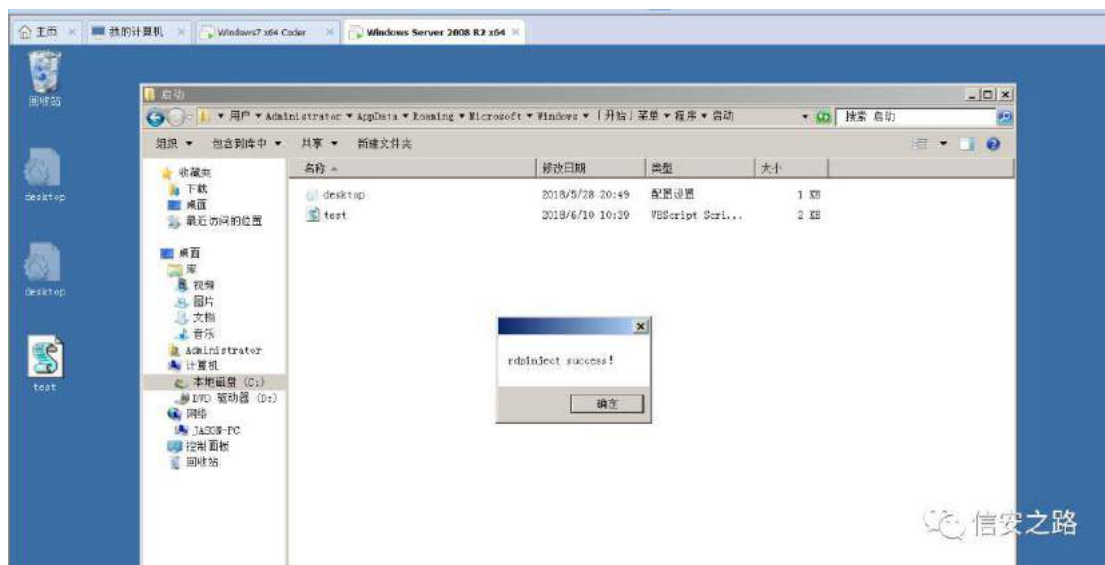 主页 我的计算机 Windows7 x64 Coder Windows Server 2008 R2 x64
回收站
desktop
desktop
test
启动
用户 Administrator AppData Roaming Microsoft Windows 「开始」菜单 程序 启动 搜索 启动
组织 包含到库中 共享 新建文件夹
名称 修改日期 类型 大小
desktop 2018/5/28 20:49 配置设置 1 KB
test 2018/6/10 10:39 VBScript Scri... 2 KB
收藏夹
下载
桌面
最近访问的位置
桌面
库
视频
图片
文档
音乐
Administrator
计算机
本地磁盘 (C:)
DVD 驱动器 (D:)
网络
JASON-PC
控制面板
回收站
rdpinject success!
确定
信安之路